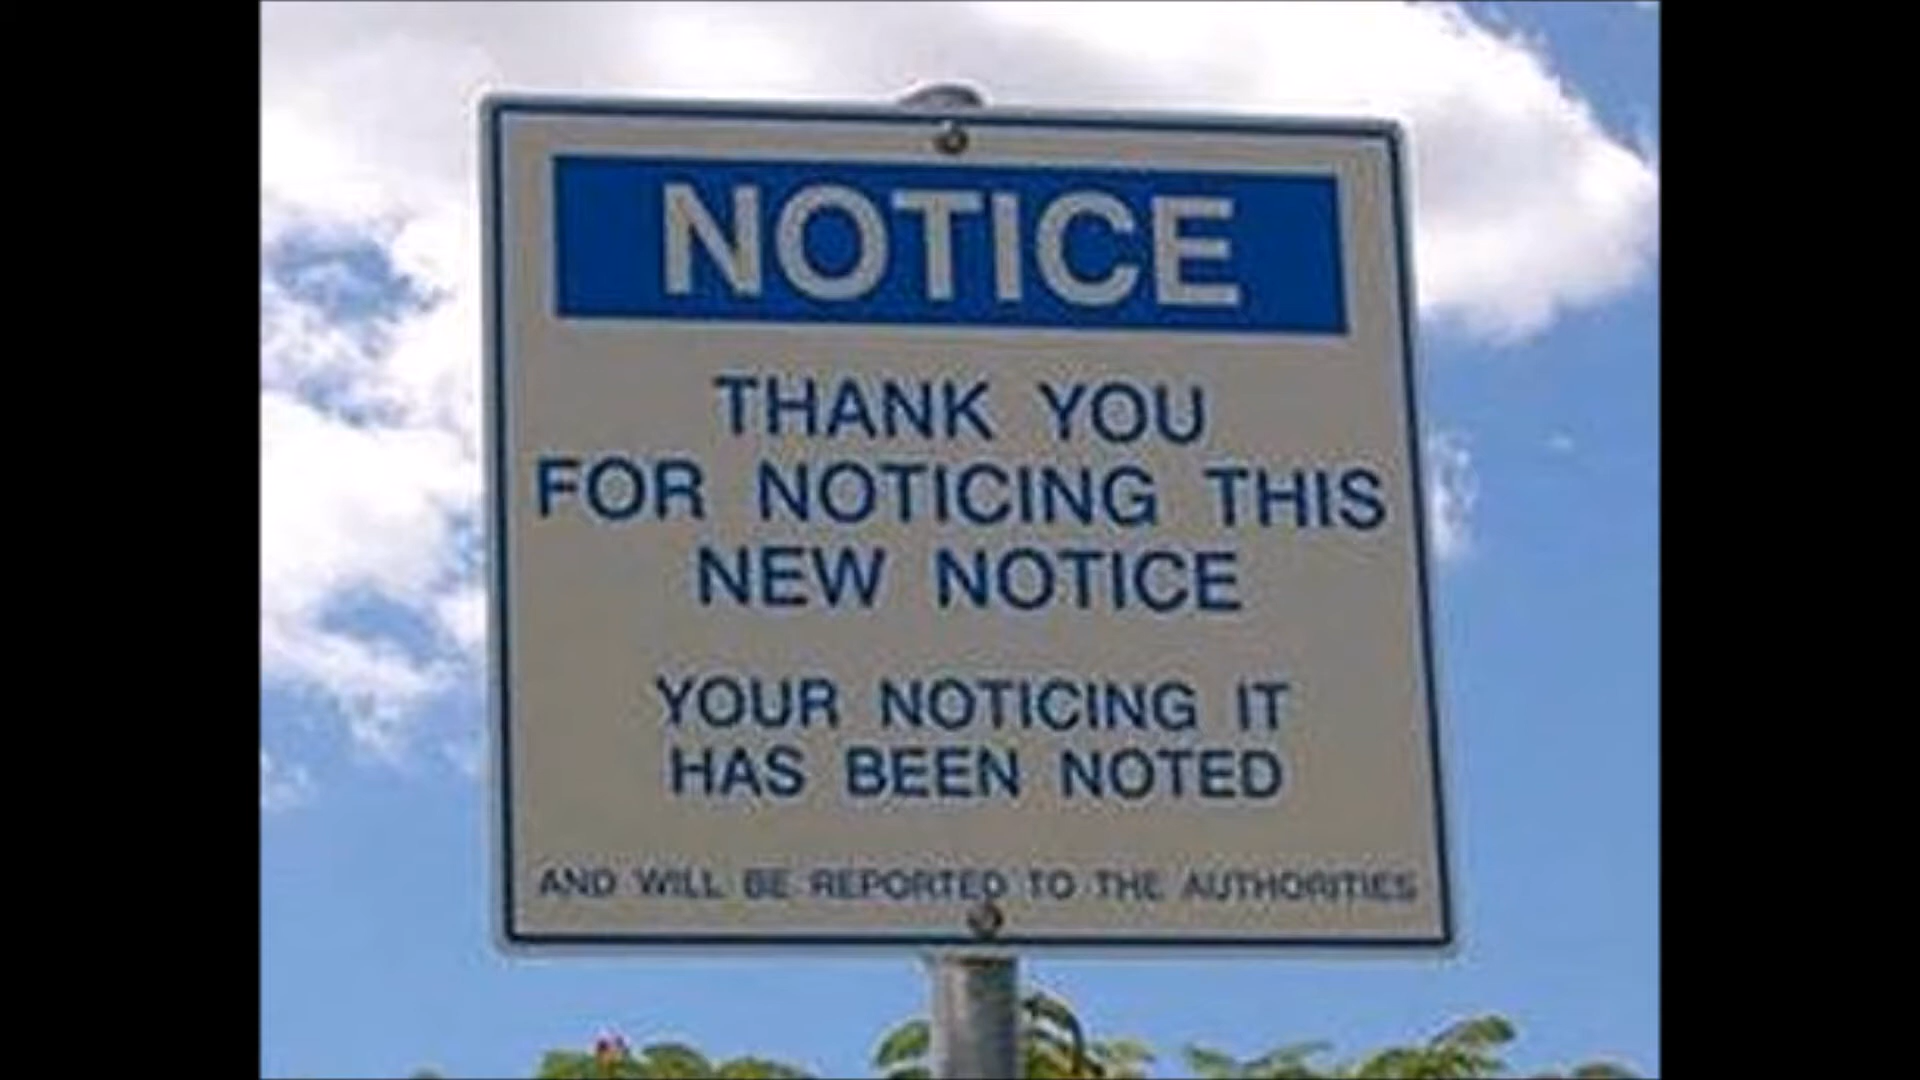 NOTICE
THANK YOU
FOR NOTICING THIS
NEW NOTICE
YOUR NOTICING IT
HAS BEEN NOTED
AND WILL BE REPORTED TO THE AUTHORITIES